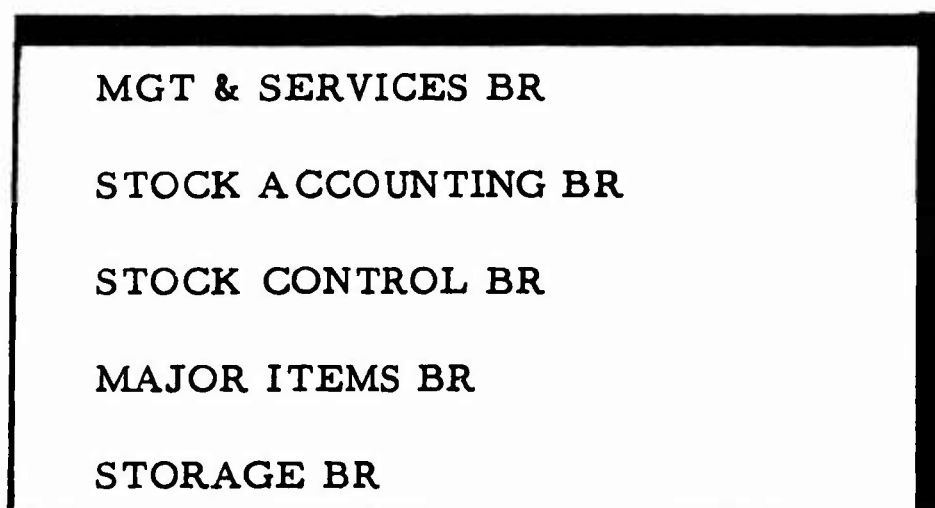 MGT & SERVICES BR
STOCK ACCOUNTING BR
STOCK CONTROL BR
MAJOR ITEMS BR
STORAGE BR